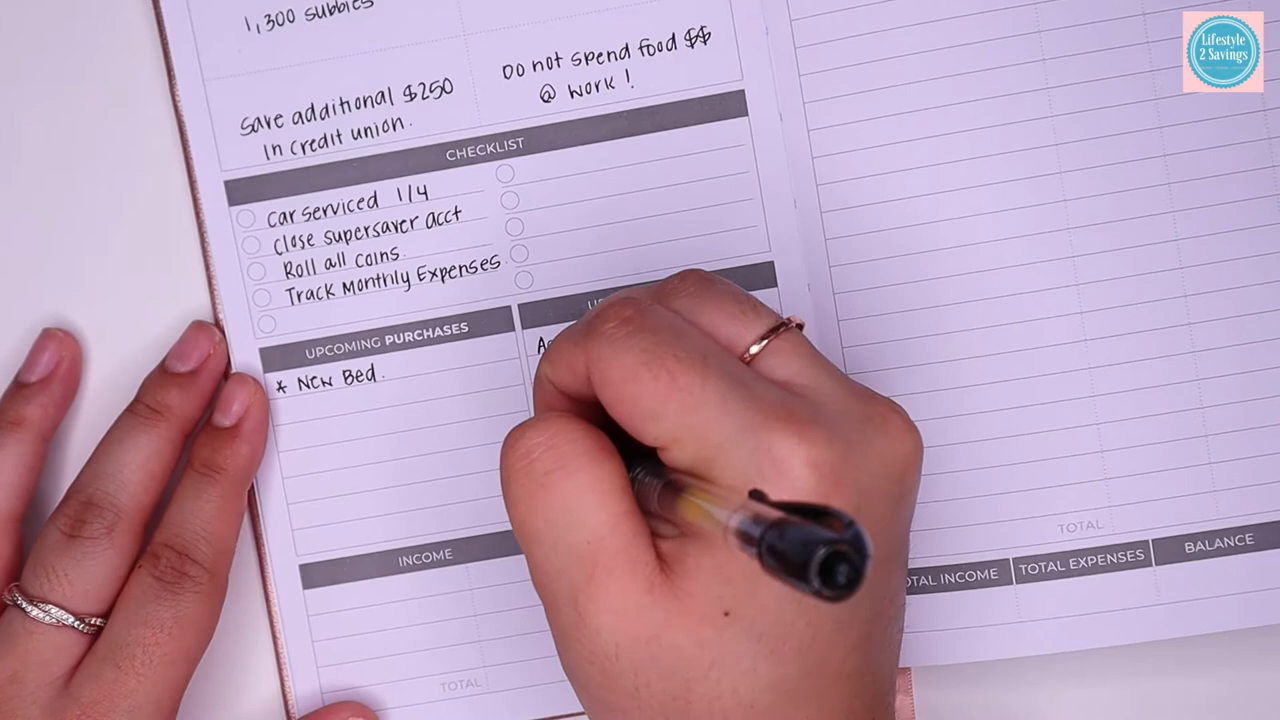 1,300 subbies
Save additional $250
in credit union.
Do not spend food $$
@ work!
CHECKLIST
car serviced 1/4
close supersaver acct
Roll all coins.
Track Monthly Expenses.
UPCOMING PURCHASES
* New Bed.
INCOME
TOTAL
TOTAL
TOTAL INCOME
TOTAL EXPENSES
BALANCE
Lifestyle
2 Savings